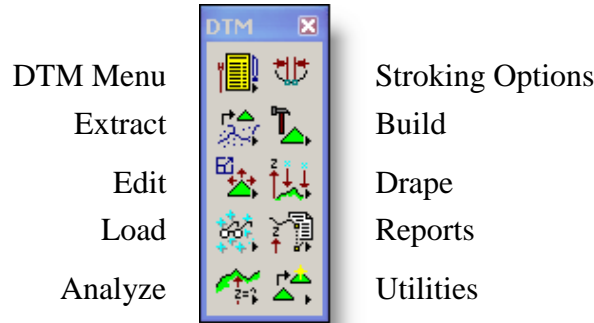 DTM
DTM Menu Stroking Options
Extract Build
Edit Drape
Load Reports
Analyze Utilities